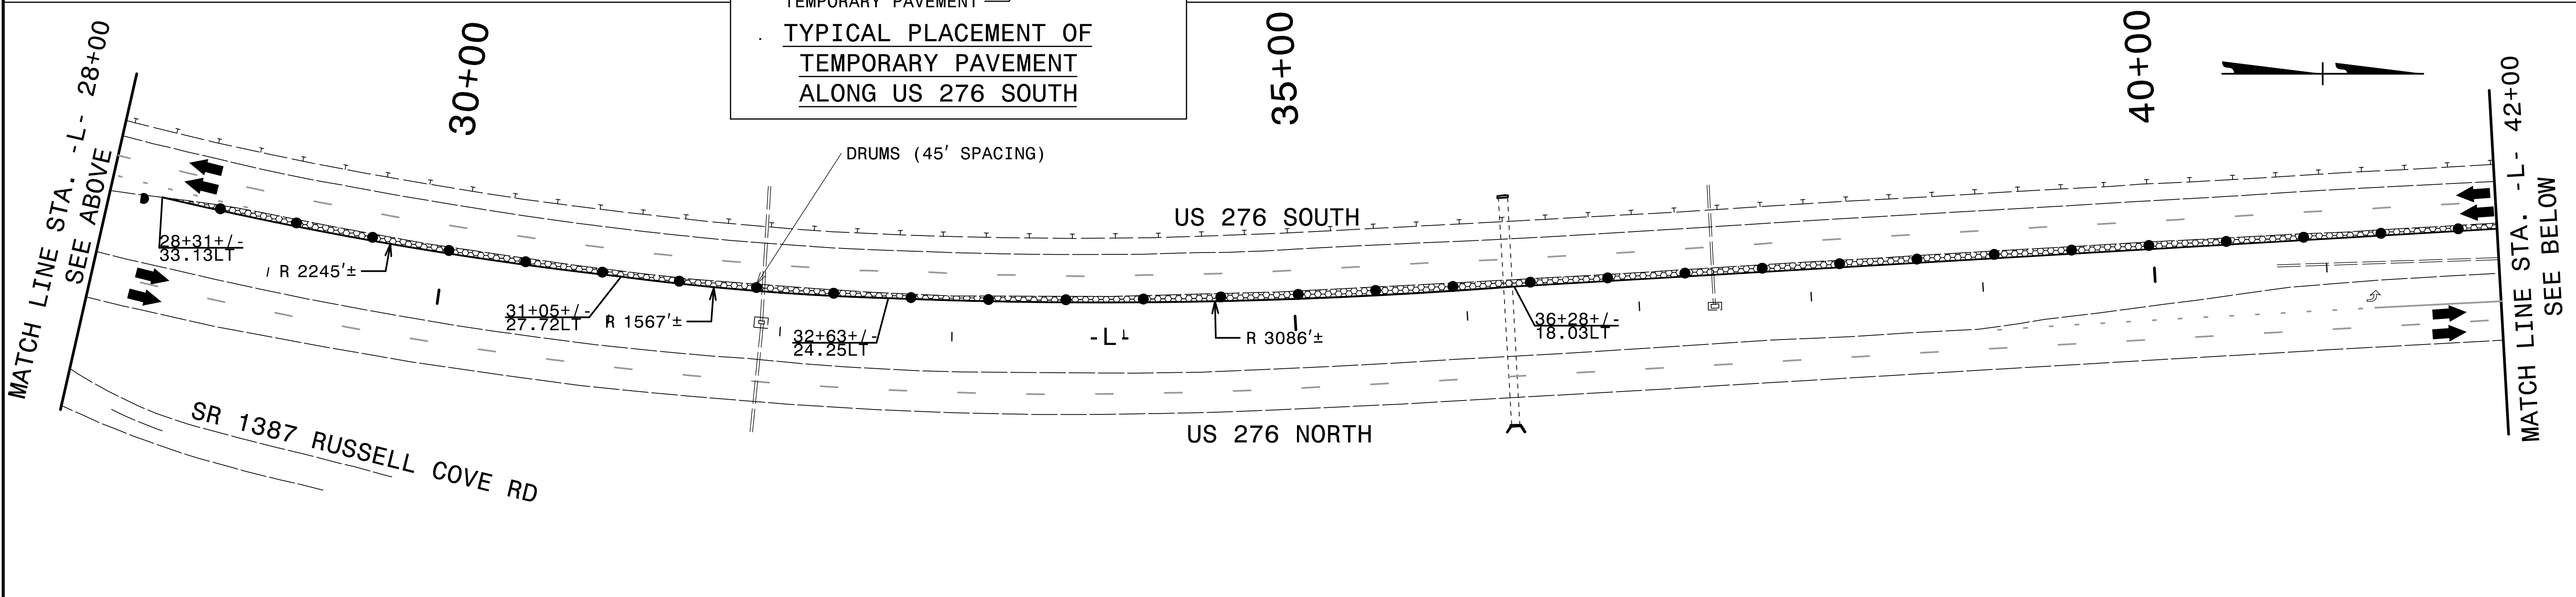 TEMPORARY PAVEMENT
TYPICAL PLACEMENT OF
TEMPORARY PAVEMENT
ALONG US 276 SOUTH
MATCH LINE STA. -L- 28+00
SEE ABOVE
30+00
35+00
40+00
MATCH LINE STA. -L- 42+00
SEE BELOW
DRUMS (45' SPACING)
US 276 SOUTH
28+31+/-
33.13LT
R 2245'±
31+05+/-
27.72LT
R 1567'±
32+63+/-
24.25LT
-L-
R 3086'±
36+28+/-
18.03LT
US 276 NORTH
SR 1387 RUSSELL COVE RD